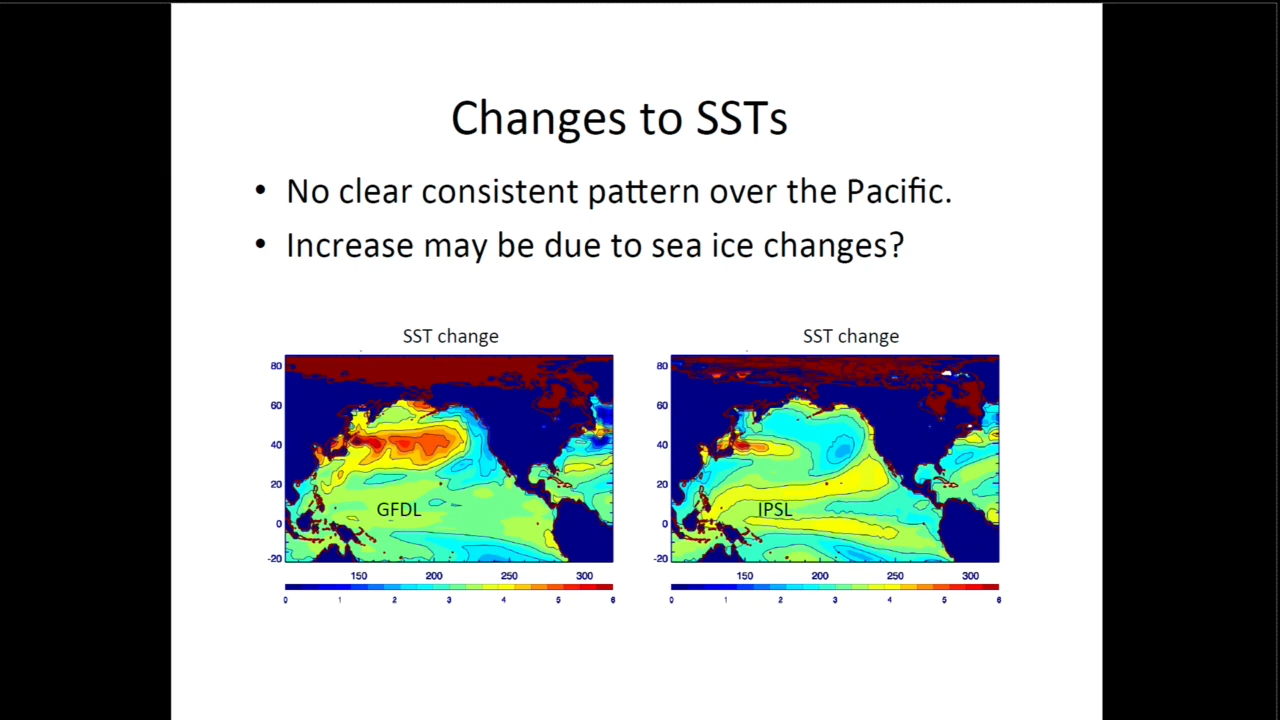 Changes to SSTs
• No clear consistent pattern over the Pacific.
• Increase may be due to sea ice changes?
SST change
SST change
80
60
40
20
0
-20
GFDL
150 200 250 300
0 1 2 3 4 5 6
80
60
40
20
0
-20
IPSL
150 200 250 300
0 1 2 3 4 5 6